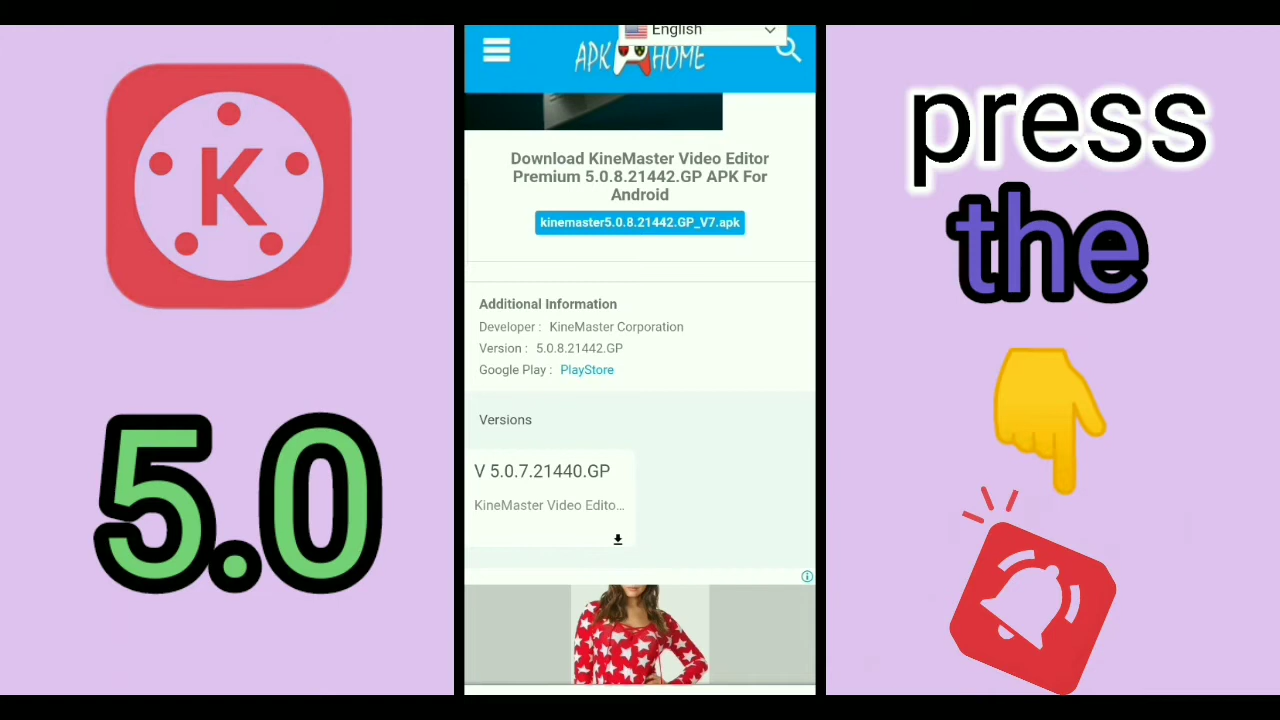 K
5.0
English
APK HOME
Download KineMaster Video Editor
Premium 5.0.8.21442.GP APK For
Android
kinemaster5.0.8.21442.GP_V7.apk
Additional Information
Developer : KineMaster Corporation
Version : 5.0.8.21442.GP
Google Play : PlayStore
Versions
V 5.0.7.21440.GP
KineMaster Video Edito...
press
the